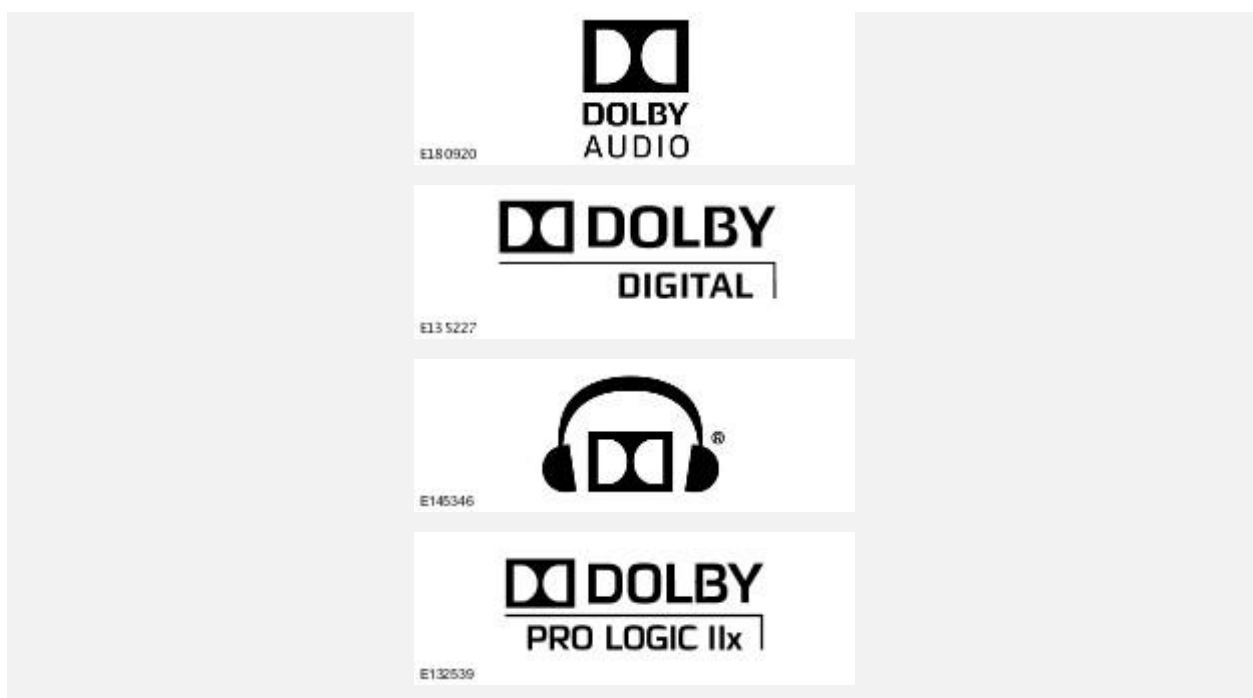 DOLBY
AUDIO
E180920
DOLBY
DIGITAL
E135227
®
E145346
DOLBY
PRO LOGIC IIx
E132539